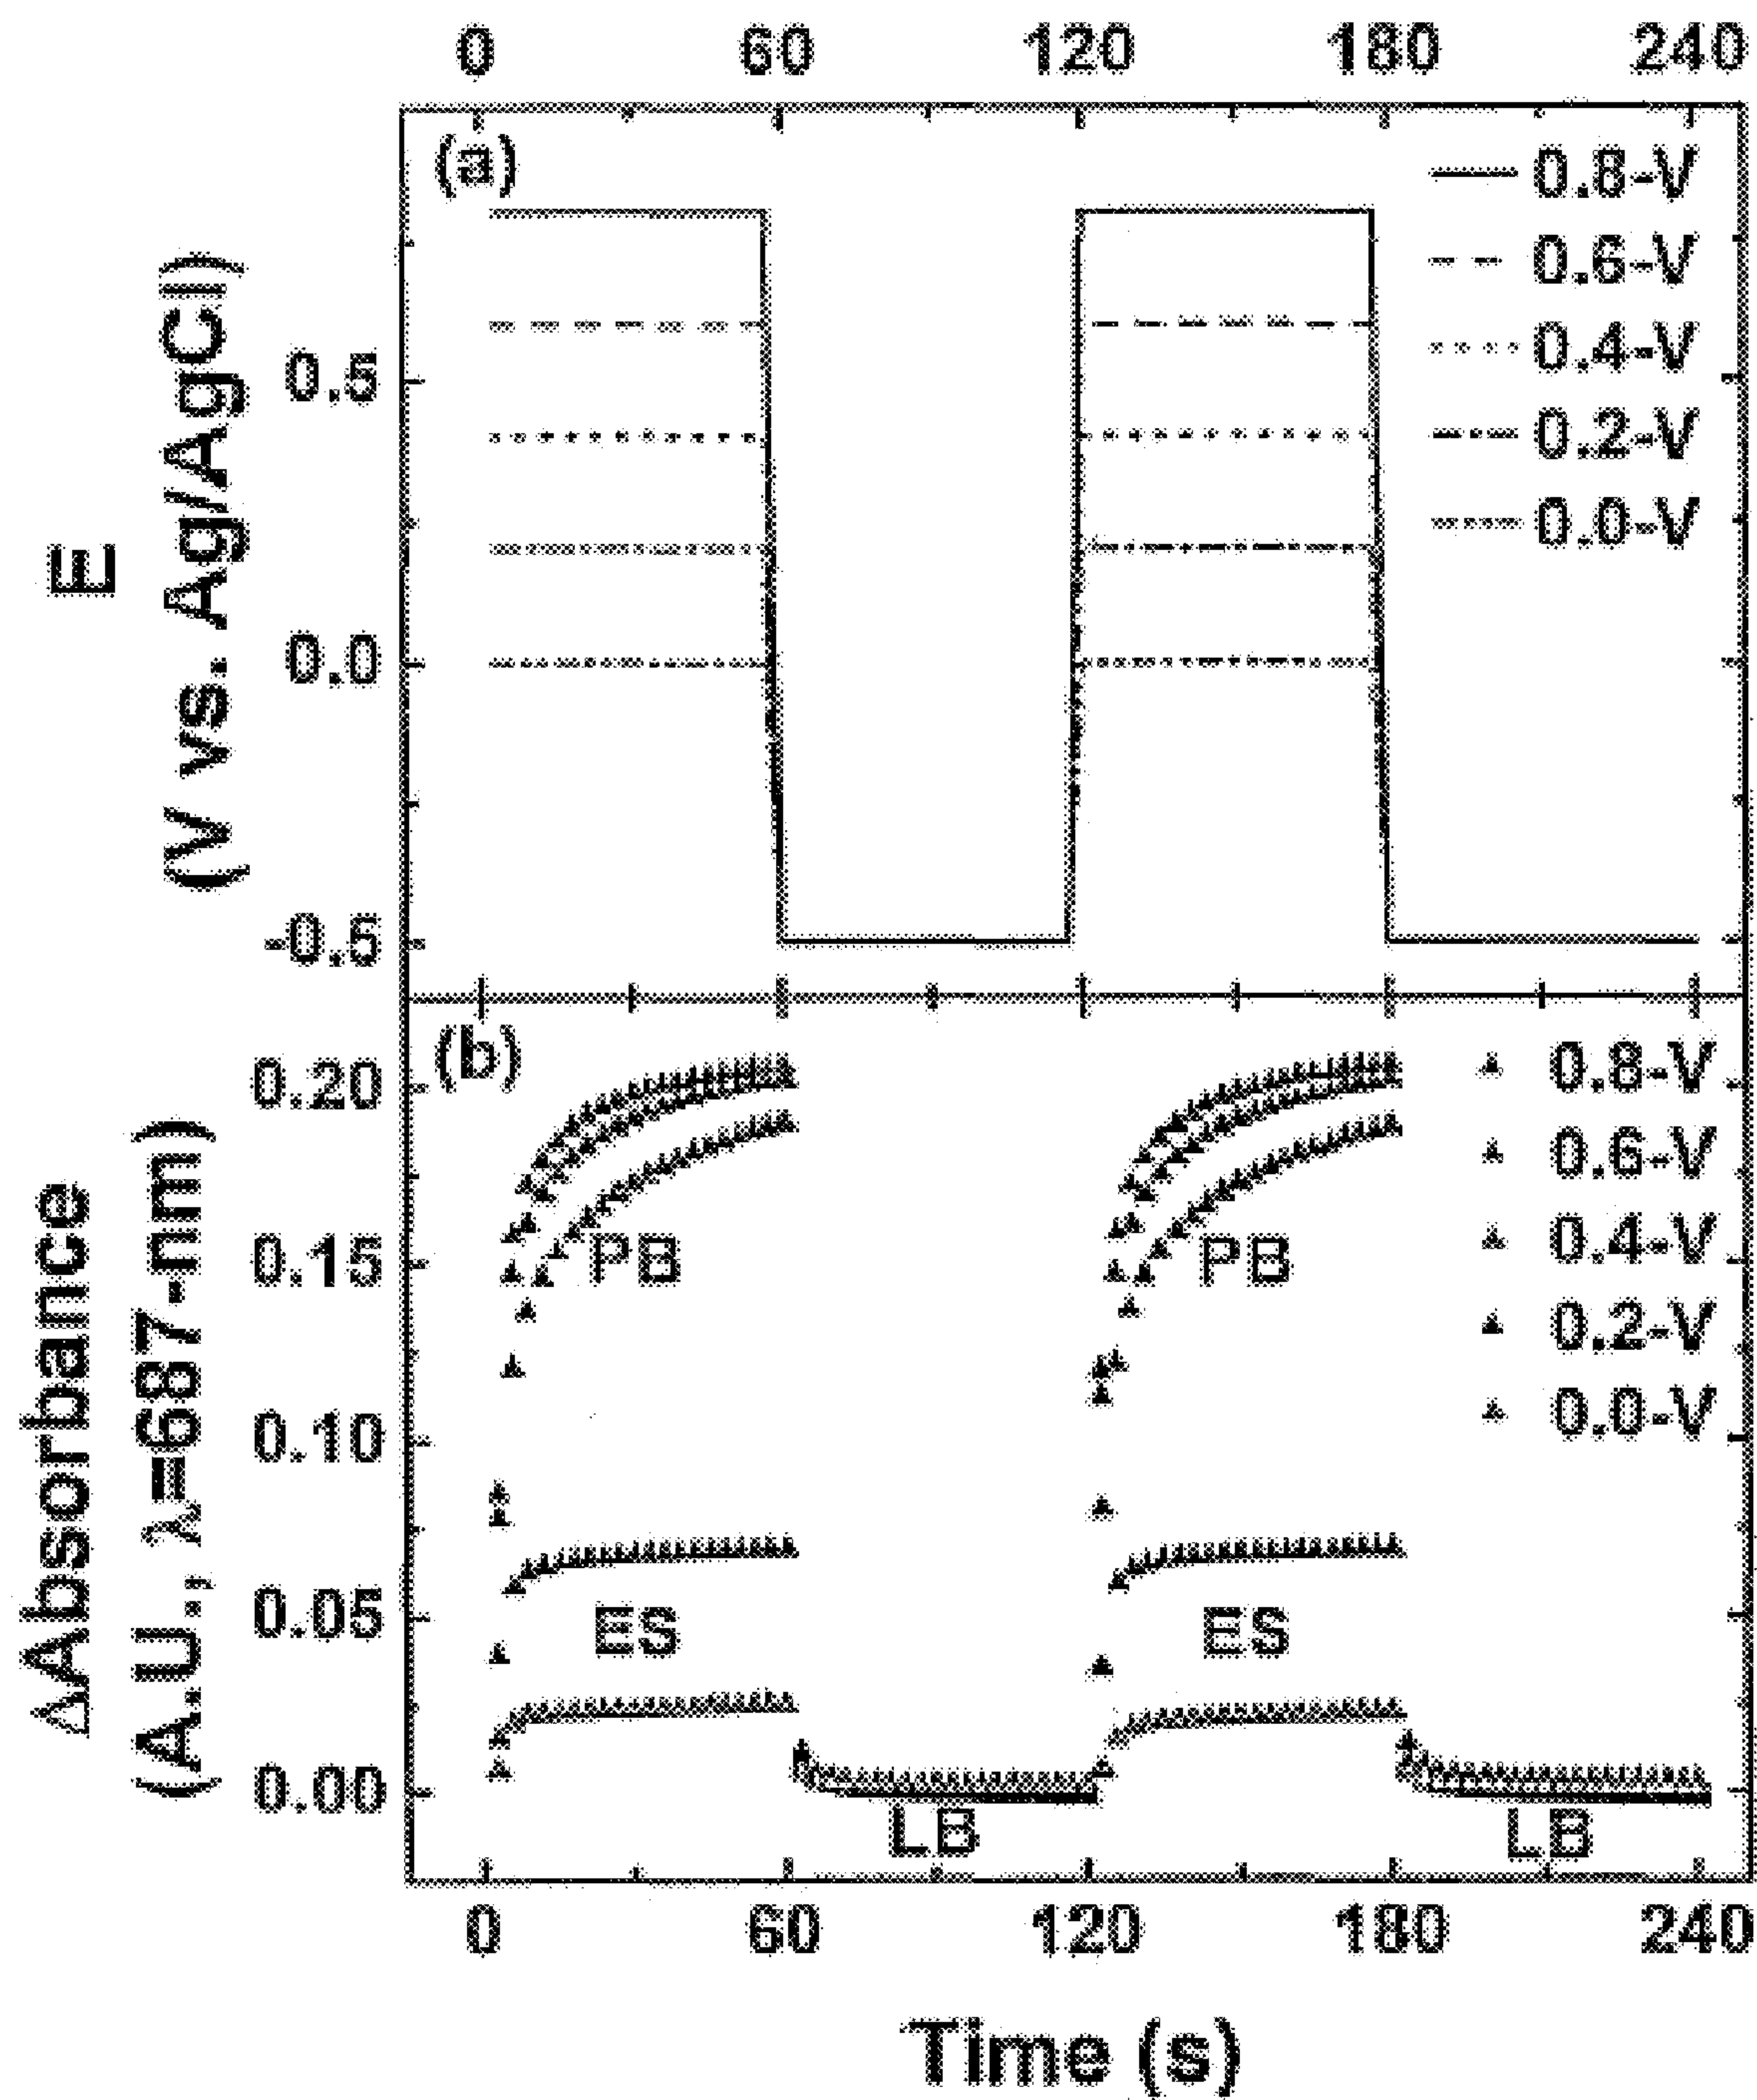 0 60 120 180 240
(a)
0.8-V
0.6-V
0.4-V
0.2-V
0.0-V
E
(V vs. Ag/AgCl)
0.5
0.0
-0.5
(b)
0.8-V
0.6-V
0.4-V
0.2-V
0.0-V
ΔAbsorbance
(A.U., λ=687-nm)
0.20
0.15
0.10
0.05
0.00
PB PB
ES ES
LB LB
0 60 120 180 240
Time (s)